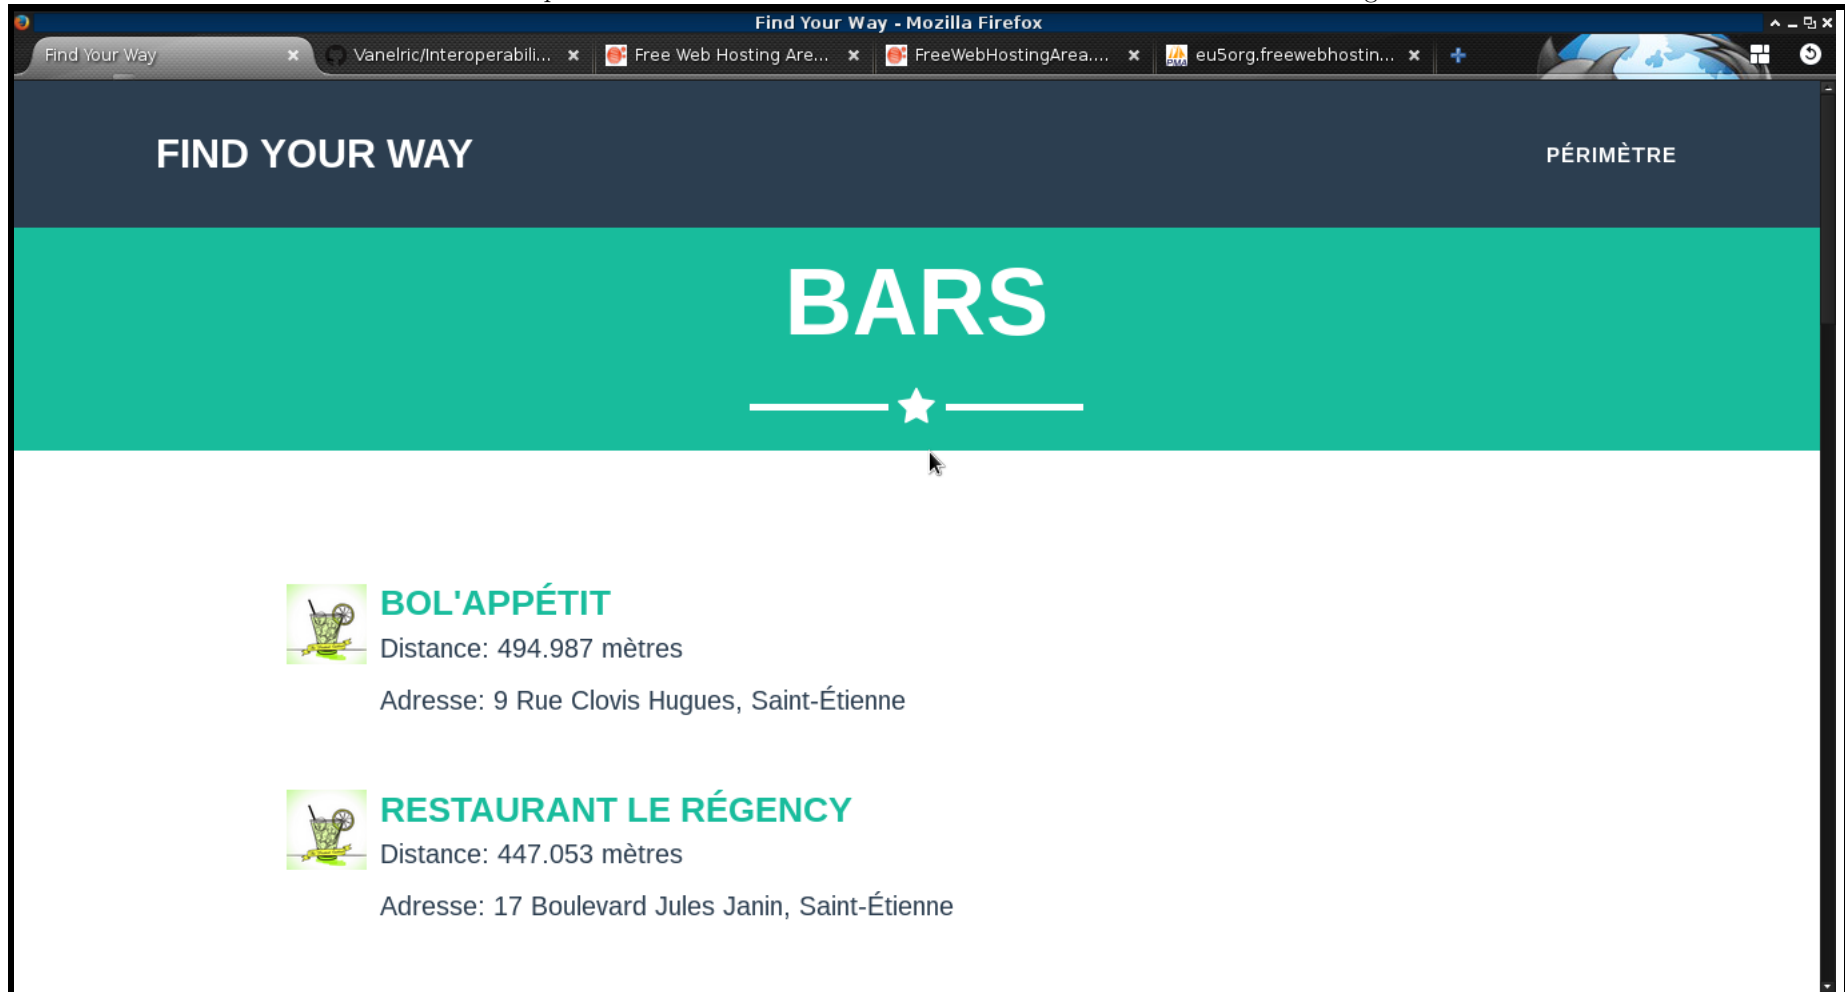 Find Your Way - Mozilla Firefox
Find Your Way
Vanelric/Interoperabili...
Free Web Hosting Are...
FreeWebHostingArea....
eu5org.freewebhostin...
FIND YOUR WAY
PÉRIMÈTRE
BARS
BOL'APPÉTIT
Distance: 494.987 mètres
Adresse: 9 Rue Clovis Hugues, Saint-Étienne
RESTAURANT LE RÉGENCY
Distance: 447.053 mètres
Adresse: 17 Boulevard Jules Janin, Saint-Étienne